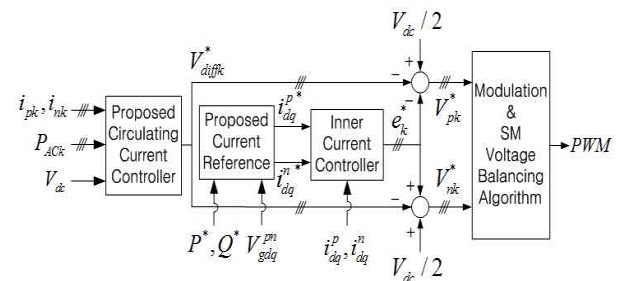 V_dc / 2
V*_diffk
i_pk, i_nk
P_ACk
V_dc
Proposed
Circulating
Current
Controller
Proposed
Current
Reference
i^p*_dq
i^n*_dq
Inner
Current
Controller
e*_k
+
−
−
V*_pk
−
+
+
V*_nk
Modulation
&
SM
Voltage
Balancing
Algorithm
PWM
P*, Q* V^pn_gdq
i^p_dq, i^n_dq
V_dc / 2